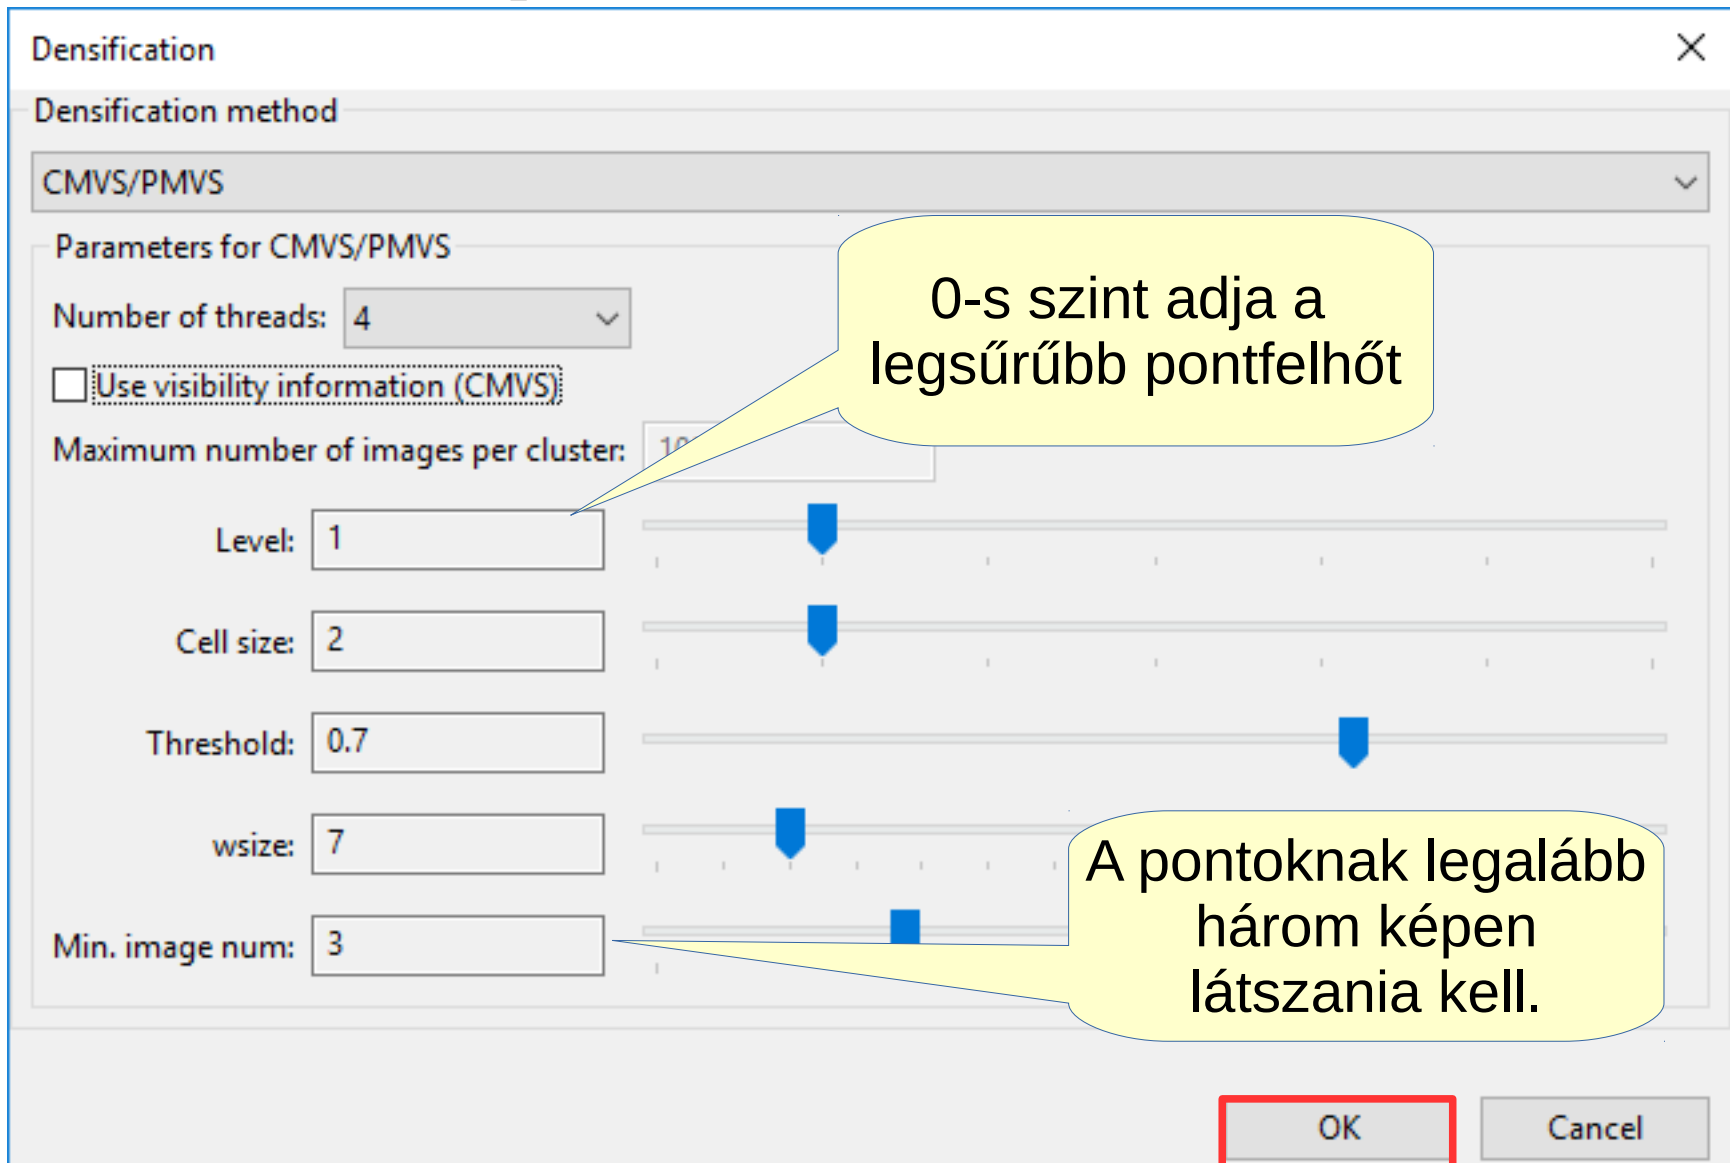 Densification
Densification method
CMVS/PMVS
Parameters for CMVS/PMVS
Number of threads: 4
Use visibility information (CMVS)
Maximum number of images per cluster:
0-s szint adja a
legsűrűbb pontfelhőt
Level: 1
Cell size: 2
Threshold: 0.7
wsize: 7
Min. image num: 3
A pontoknak legalább
három képen
látszania kell.
OK Cancel